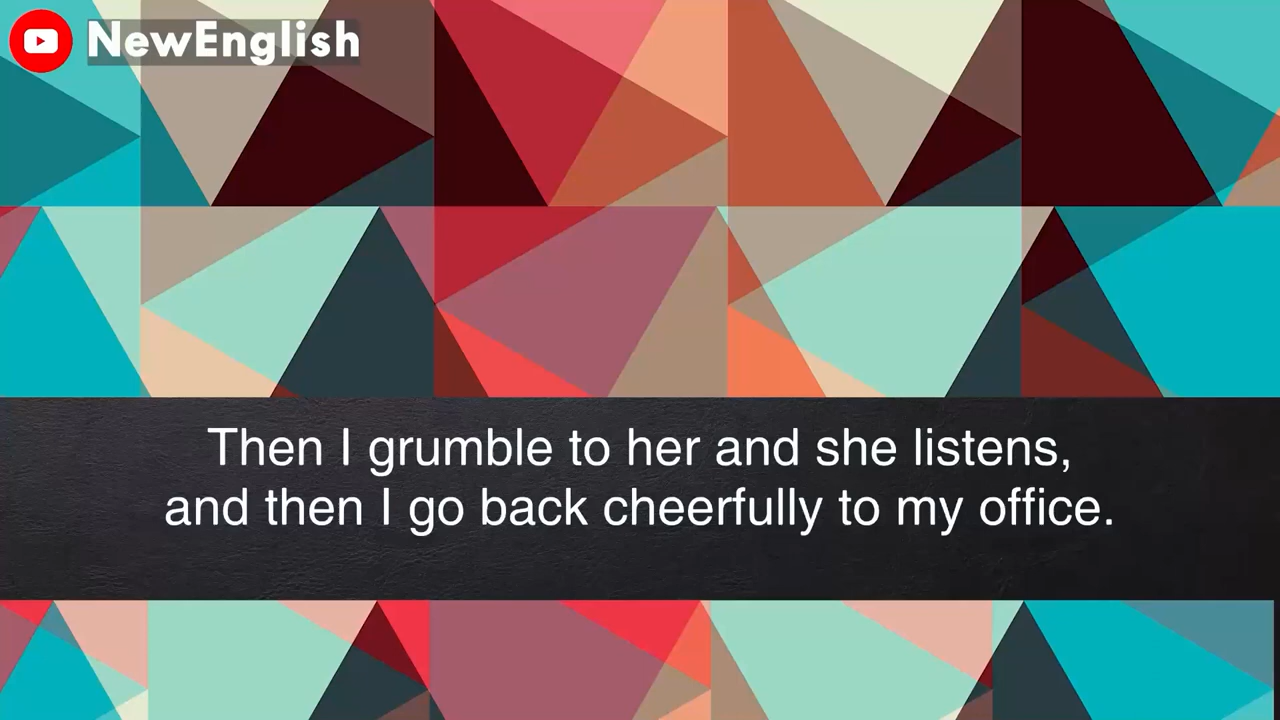 NewEnglish
Then I grumble to her and she listens,
and then I go back cheerfully to my office.